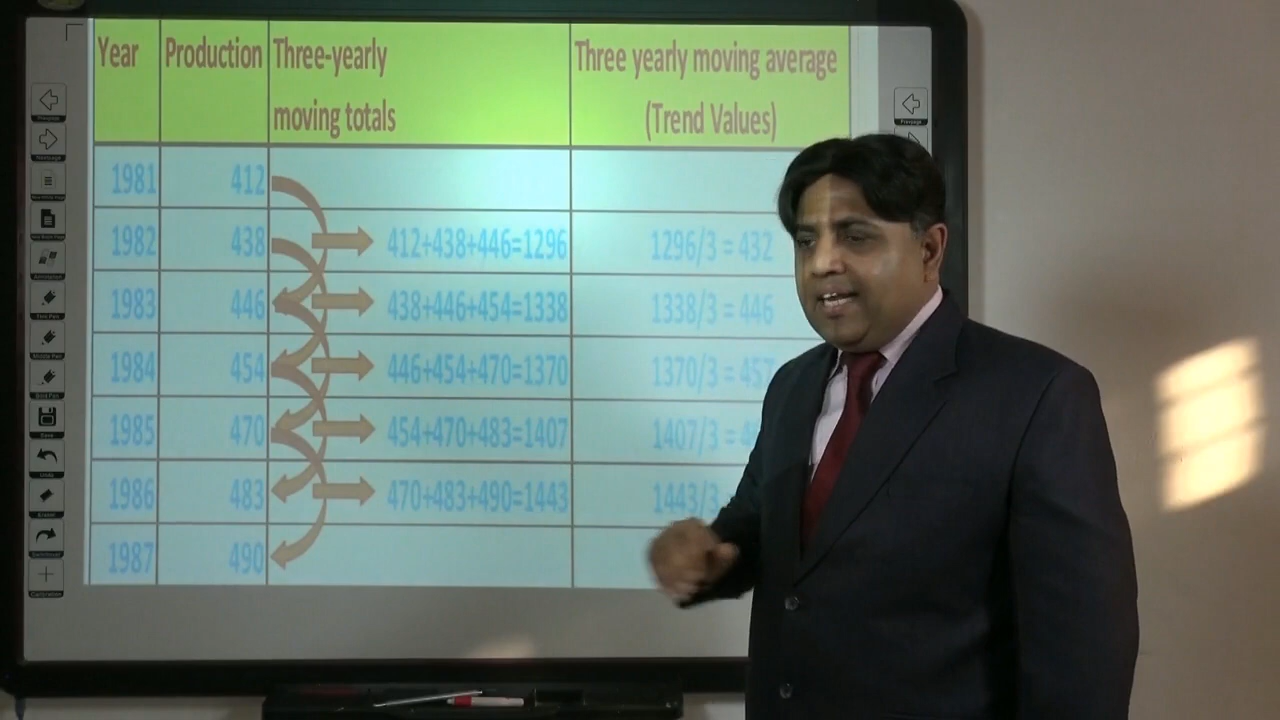 Year Production Three-yearly Three yearly moving average
moving totals (Trend Values)
1981 412
1982 438 412+438+446=1296 1296/3 = 432
1983 446 438+446+454=1338 1338/3 = 446
1984 454 446+454+470=1370 1370/3 = 457
1985 470 454+470+483=1407 1407/3 =
1986 483 470+483+490=1443 1443/3
1987 490